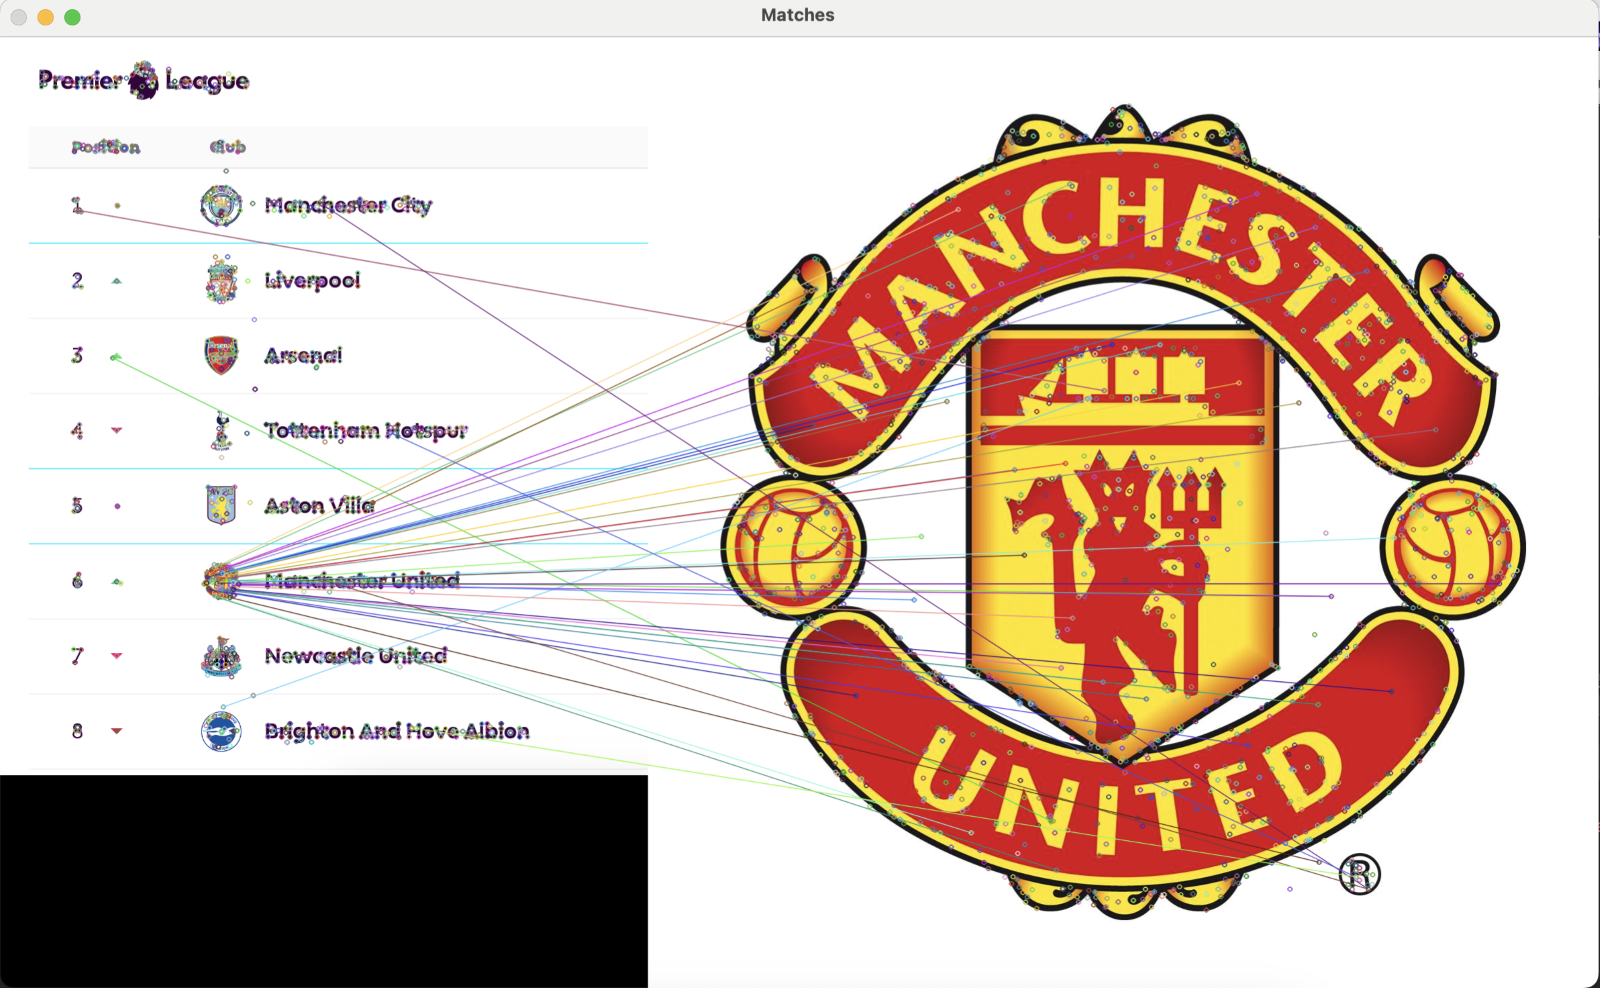 Matches
Premier League
Position Club
1 Manchester City
2 Liverpool
3 Arsenal
4 Tottenham Hotspur
5 Aston Villa
6 Manchester United
7 Newcastle United
8 Brighton And Hove Albion
MANCHESTER
UNITED
®